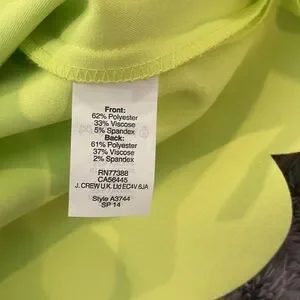 Front:
62% Polyester
33% Viscose
5% Spandex
Back:
61% Polyester
37% Viscose
2% Spandex
RN77388
CA56445
J. CREW U.K. Ltd EC4V 6JA
Style A3744
SP 14